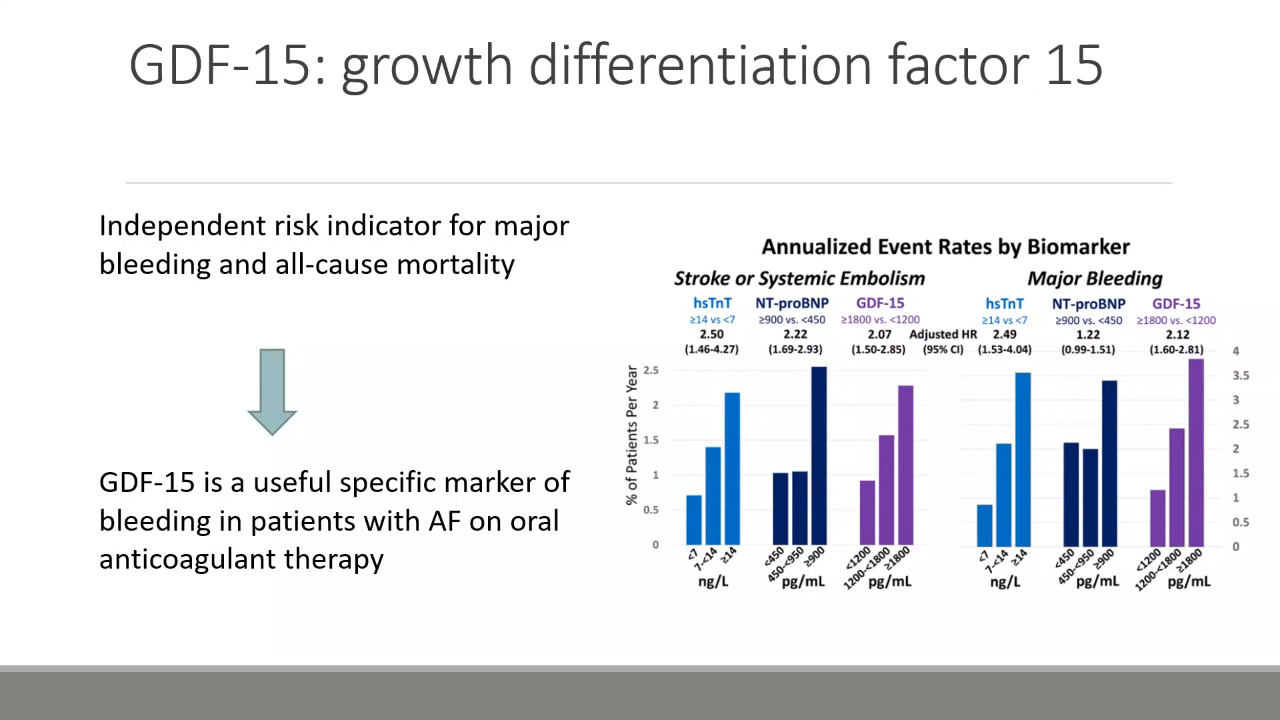 GDF-15: growth differentiation factor 15
Independent risk indicator for major
bleeding and all-cause mortality
GDF-15 is a useful specific marker of
bleeding in patients with AF on oral
anticoagulant therapy
Annualized Event Rates by Biomarker
Stroke or Systemic Embolism
Major Bleeding
hsTnT NT-proBNP GDF-15 hsTnT NT-proBNP GDF-15
≥14 vs <7 ≥900 vs. <450 ≥1800 vs. <1200 ≥14 vs <7 ≥900 vs. <450 ≥1800 vs. <1200
2.50 2.22 2.07 Adjusted HR 2.49 1.22 2.12
(1.46-4.27) (1.69-2.93) (1.50-2.85) (95% CI) (1.53-4.04) (0.99-1.51) (1.60-2.81)
% of Patients Per Year
2.5
2
1.5
1
0.5
0
4
3.5
3
2.5
2
1.5
1
0.5
0
<7 7-<14 ≥14 <450 450-<950 ≥900 <1200 1200-<1800 ≥1800
ng/L pg/mL pg/mL
<7 7-<14 ≥14 <450 450-<950 ≥900 <1200 1200-<1800 ≥1800
ng/L pg/mL pg/mL